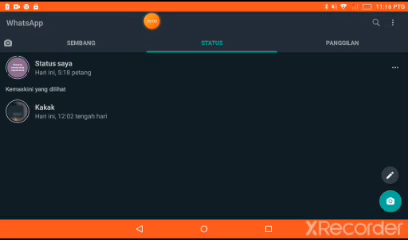 11:16 PTG
WhatsApp
SEMBANG
STATUS
PANGGILAN
Status saya
Hari ini, 5:18 petang
Kemaskini yang dilihat
Kakak
Hari ini, 12:02 tengah hari
XRecorder